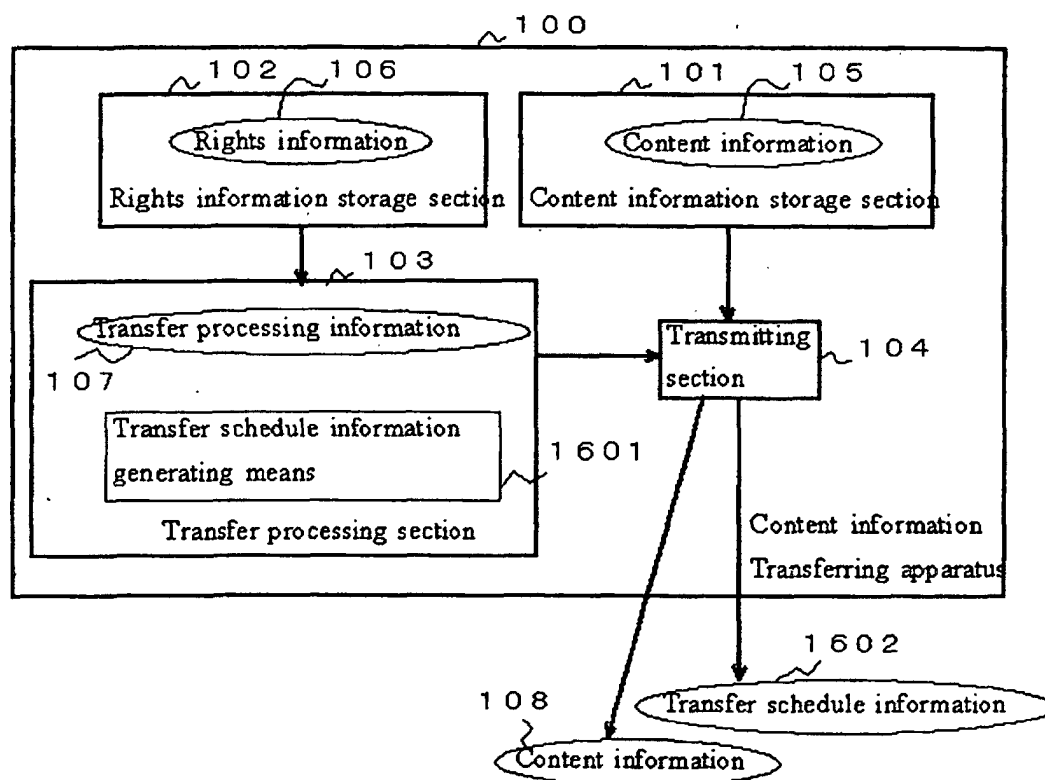 100
102
106
101
105
Rights information
Content information
Rights information storage section
Content information storage section
103
Transfer processing information
Transmitting
section
104
107
Transfer schedule information
generating means
1601
Transfer processing section
Content information
Transferring apparatus
1602
Transfer schedule information
108
Content information